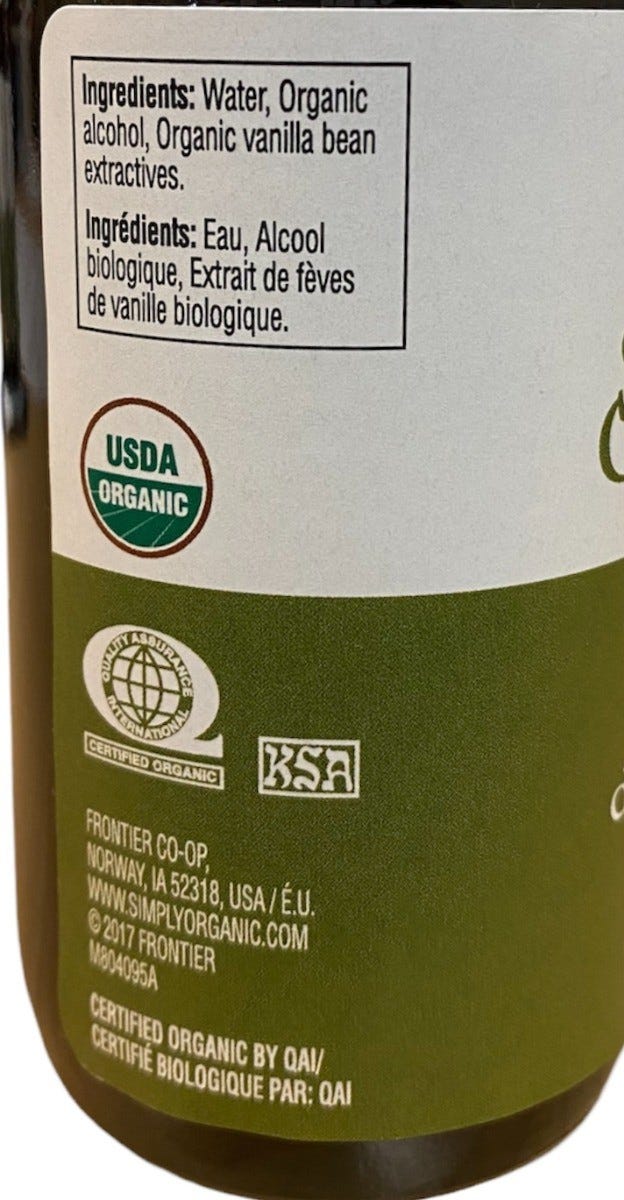 Ingredients: Water, Organic
alcohol, Organic vanilla bean
extractives.
Ingrédients: Eau, Alcool
biologique, Extrait de fèves
de vanille biologique.
USDA
ORGANIC
QUALITY ASSURANCE
INTERNATIONAL
CERTIFIED ORGANIC
KSA
FRONTIER CO-OP,
NORWAY, IA 52318, USA / É.U.
WWW.SIMPLYORGANIC.COM
© 2017 FRONTIER
M804095A
CERTIFIED ORGANIC BY QAI/
CERTIFIÉ BIOLOGIQUE PAR: QAI